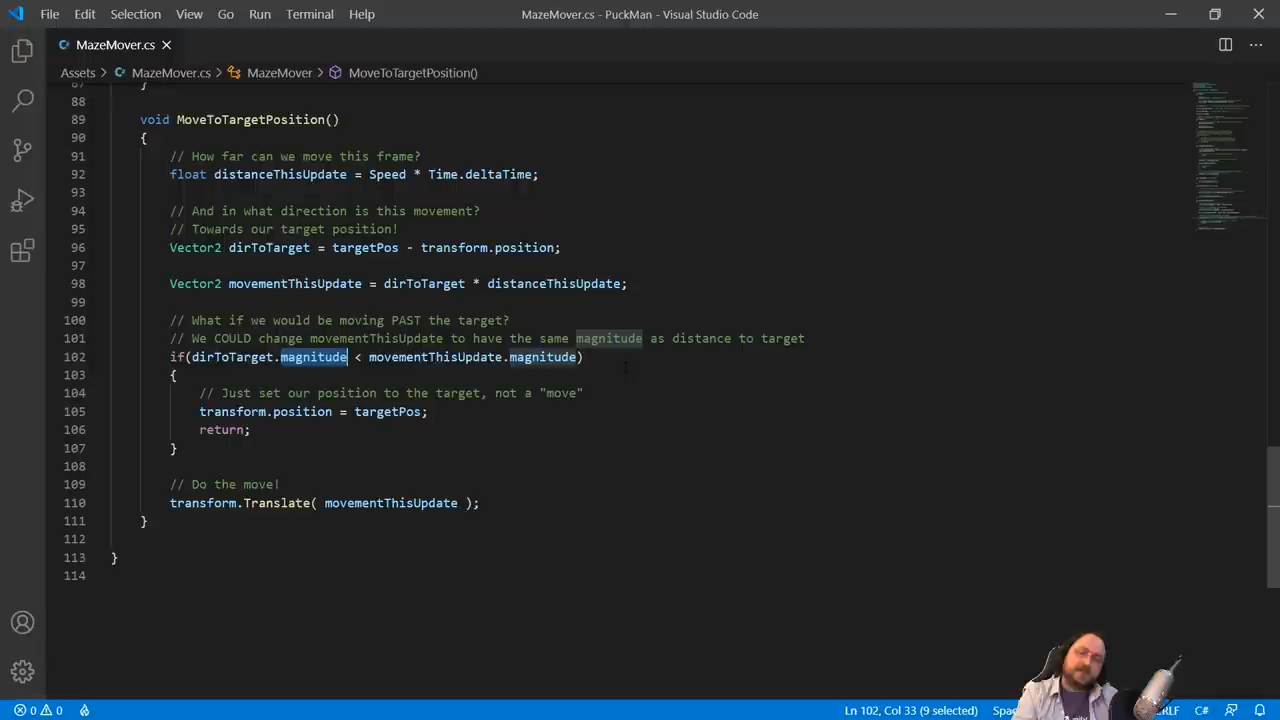 File Edit Selection View Go Run Terminal Help MazeMover.cs - PuckMan - Visual Studio Code
MazeMover.cs
Assets > MazeMover.cs > MazeMover > MoveToTargetPosition()
87 }
88
89 void MoveToTargetPosition()
90 {
91 // How far can we move this frame?
92 float distanceThisUpdate = Speed * Time.deltaTime;
93
94 // And in what direction is this movement?
95 // Towards our target position!
96 Vector2 dirToTarget = targetPos - transform.position;
97
98 Vector2 movementThisUpdate = dirToTarget * distanceThisUpdate;
99
100 // What if we would be moving PAST the target?
101 // We COULD change movementThisUpdate to have the same magnitude as distance to target
102 if(dirToTarget.magnitude < movementThisUpdate.magnitude)
103 {
104 // Just set our position to the target, not a "move"
105 transform.position = targetPos;
106 return;
107 }
108
109 // Do the move!
110 transform.Translate( movementThisUpdate );
111 }
112
113 }
114
0 0 Ln 102, Col 33 (9 selected) C#